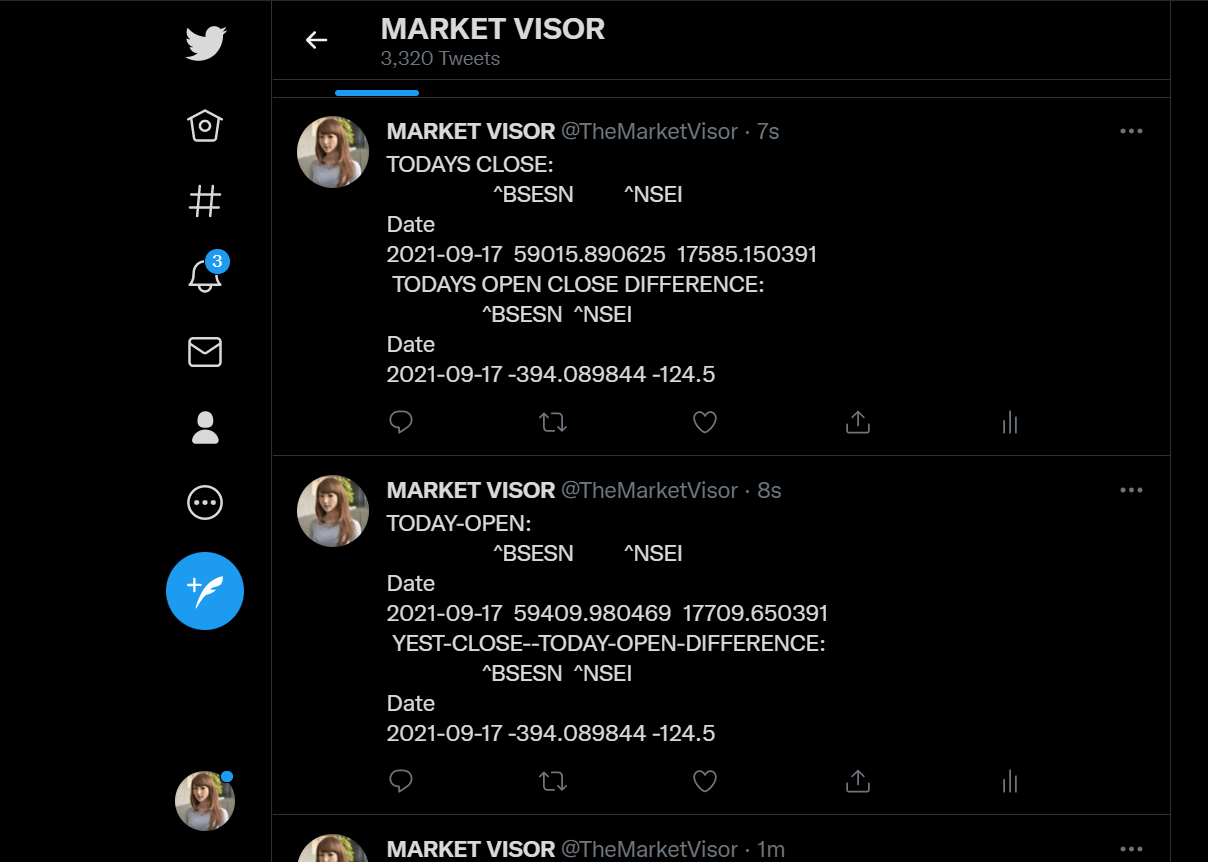 MARKET VISOR
3,320 Tweets
3
MARKET VISOR @TheMarketVisor · 7s
TODAYS CLOSE:
^BSESN ^NSEI
Date
2021-09-17 59015.890625 17585.150391
TODAYS OPEN CLOSE DIFFERENCE:
^BSESN ^NSEI
Date
2021-09-17 -394.089844 -124.5
MARKET VISOR @TheMarketVisor · 8s
TODAY-OPEN:
^BSESN ^NSEI
Date
2021-09-17 59409.980469 17709.650391
YEST-CLOSE--TODAY-OPEN-DIFFERENCE:
^BSESN ^NSEI
Date
2021-09-17 -394.089844 -124.5
MARKET VISOR @TheMarketVisor · 1m